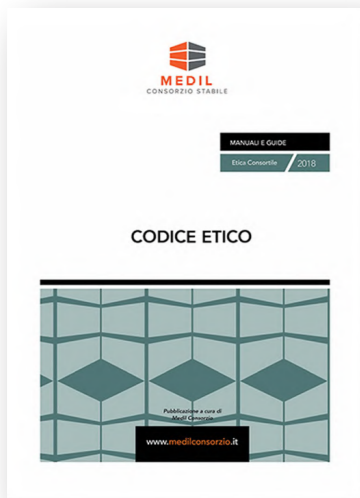 MEDIL
CONSORZIO STABILE
MANUALI E GUIDE
Etica Consortile / 2018
CODICE ETICO
Pubblicazione a cura di
Medil Consorzio
www.medilconsorzio.it